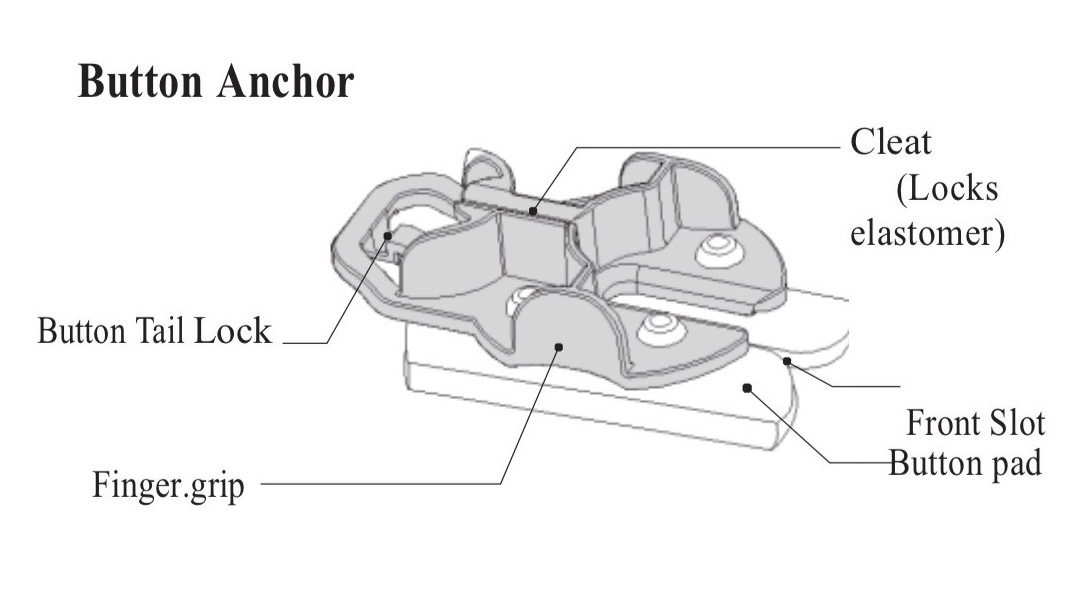 Button Anchor
Cleat
(Locks
elastomer)
Button Tail Lock
Front Slot
Button pad
Finger.grip